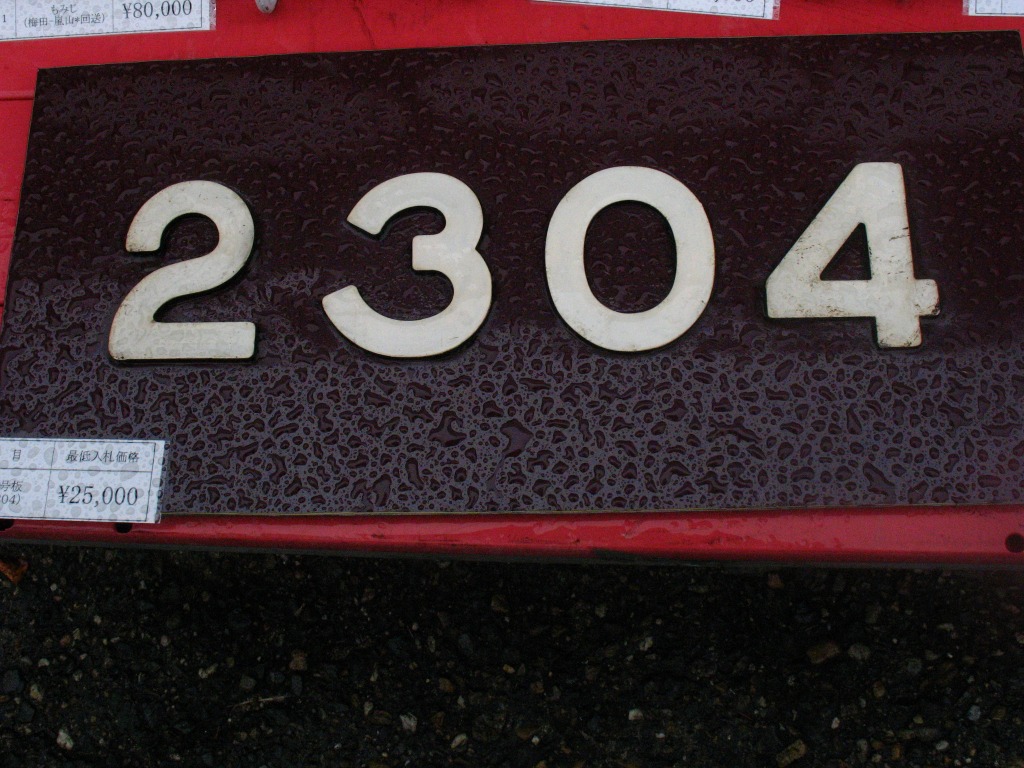 1
もみじ
(梅田-嵐山*回送)
¥80,000
2304
目
最低入札価格
号板
04)
¥25,000